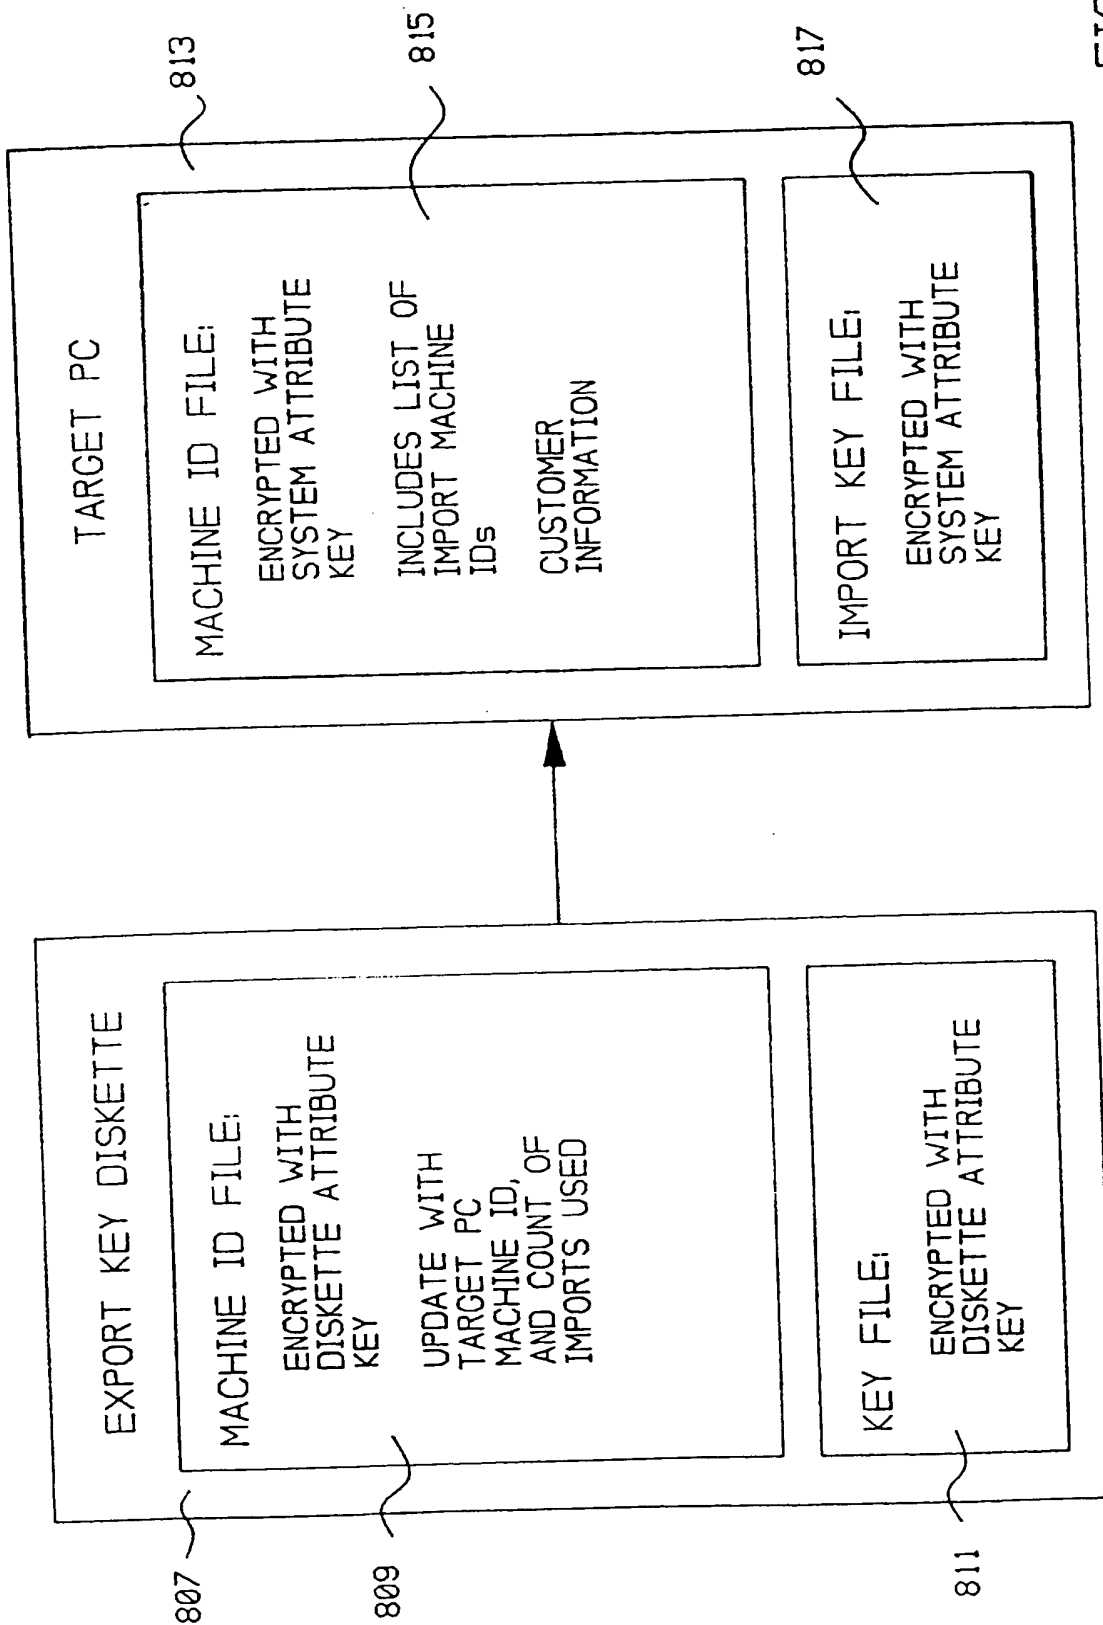 EXPORT KEY DISKETTE
807
MACHINE ID FILE:
ENCRYPTED WITH
DISKETTE ATTRIBUTE
KEY
809
UPDATE WITH
TARGET PC
MACHINE ID,
AND COUNT OF
IMPORTS USED
KEY FILE:
ENCRYPTED WITH
DISKETTE ATTRIBUTE
KEY
811
TARGET PC
813
MACHINE ID FILE:
ENCRYPTED WITH
SYSTEM ATTRIBUTE
KEY
815
INCLUDES LIST OF
IMPORT MACHINE
IDs
CUSTOMER
INFORMATION
IMPORT KEY FILE:
817
ENCRYPTED WITH
SYSTEM ATTRIBUTE
KEY